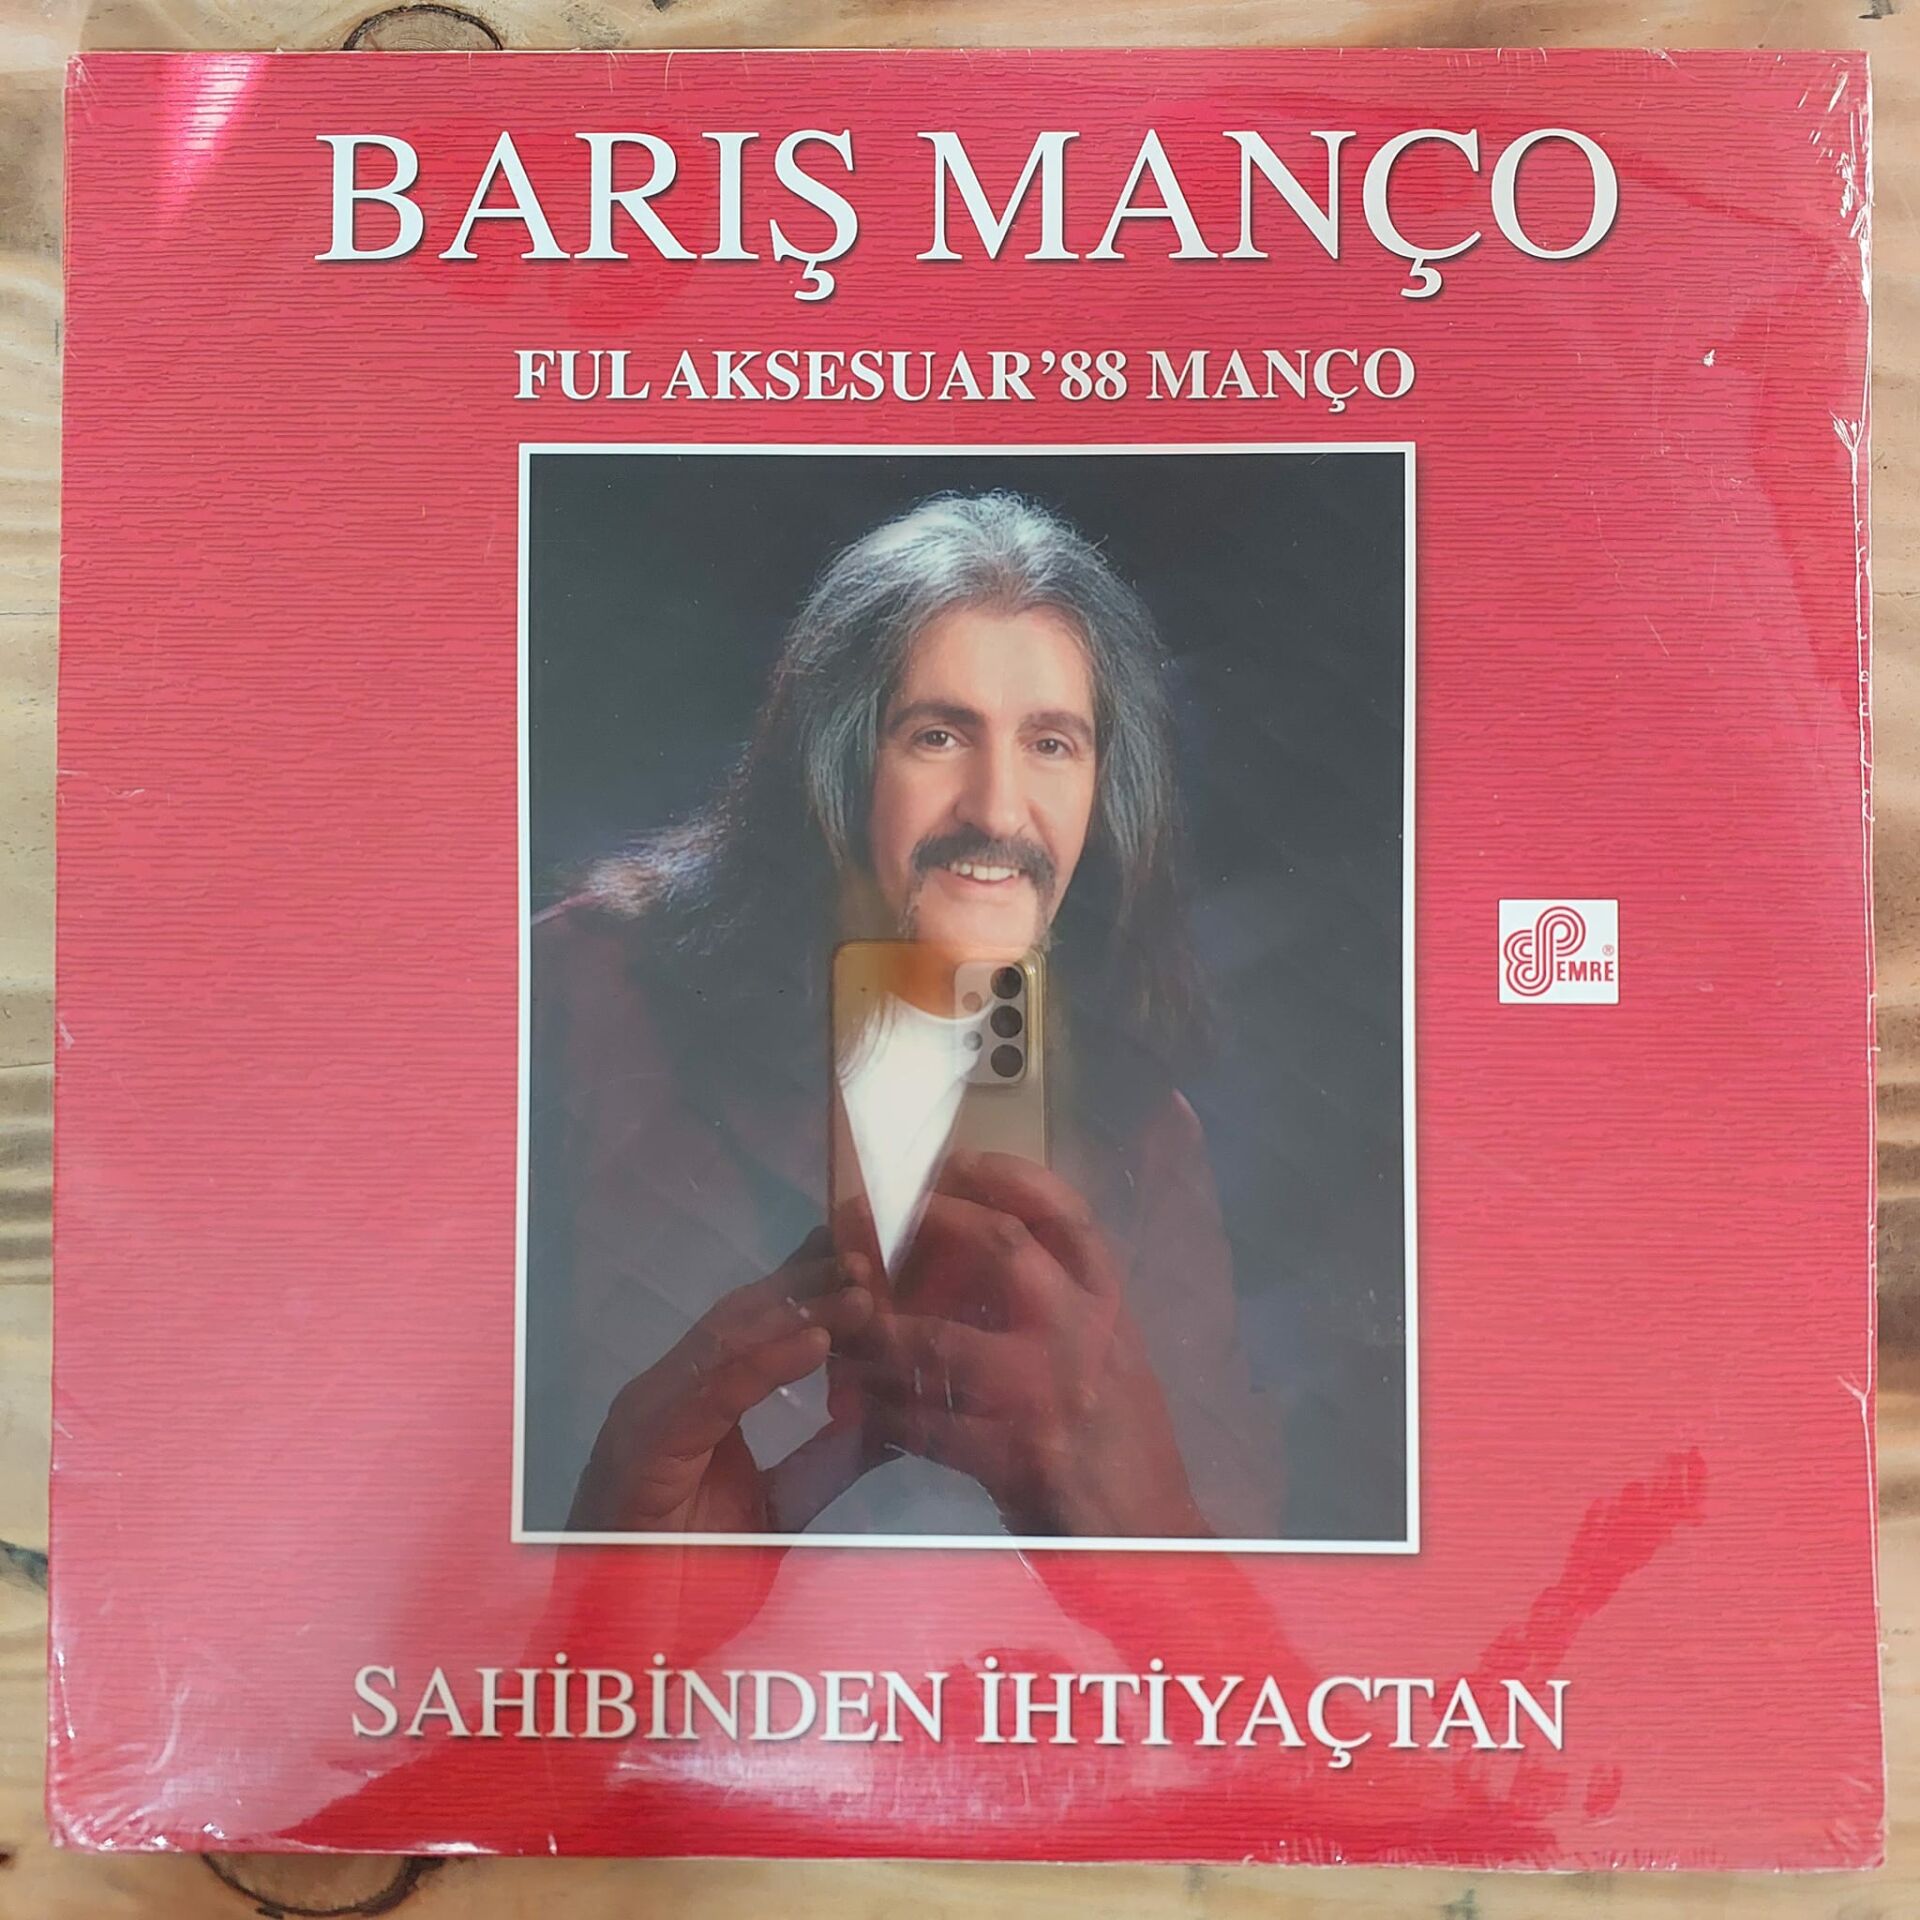 BARIŞ MANÇO
FUL AKSESUAR'88 MANÇO
EMRE
SAHİBİNDEN İHTİYAÇTAN